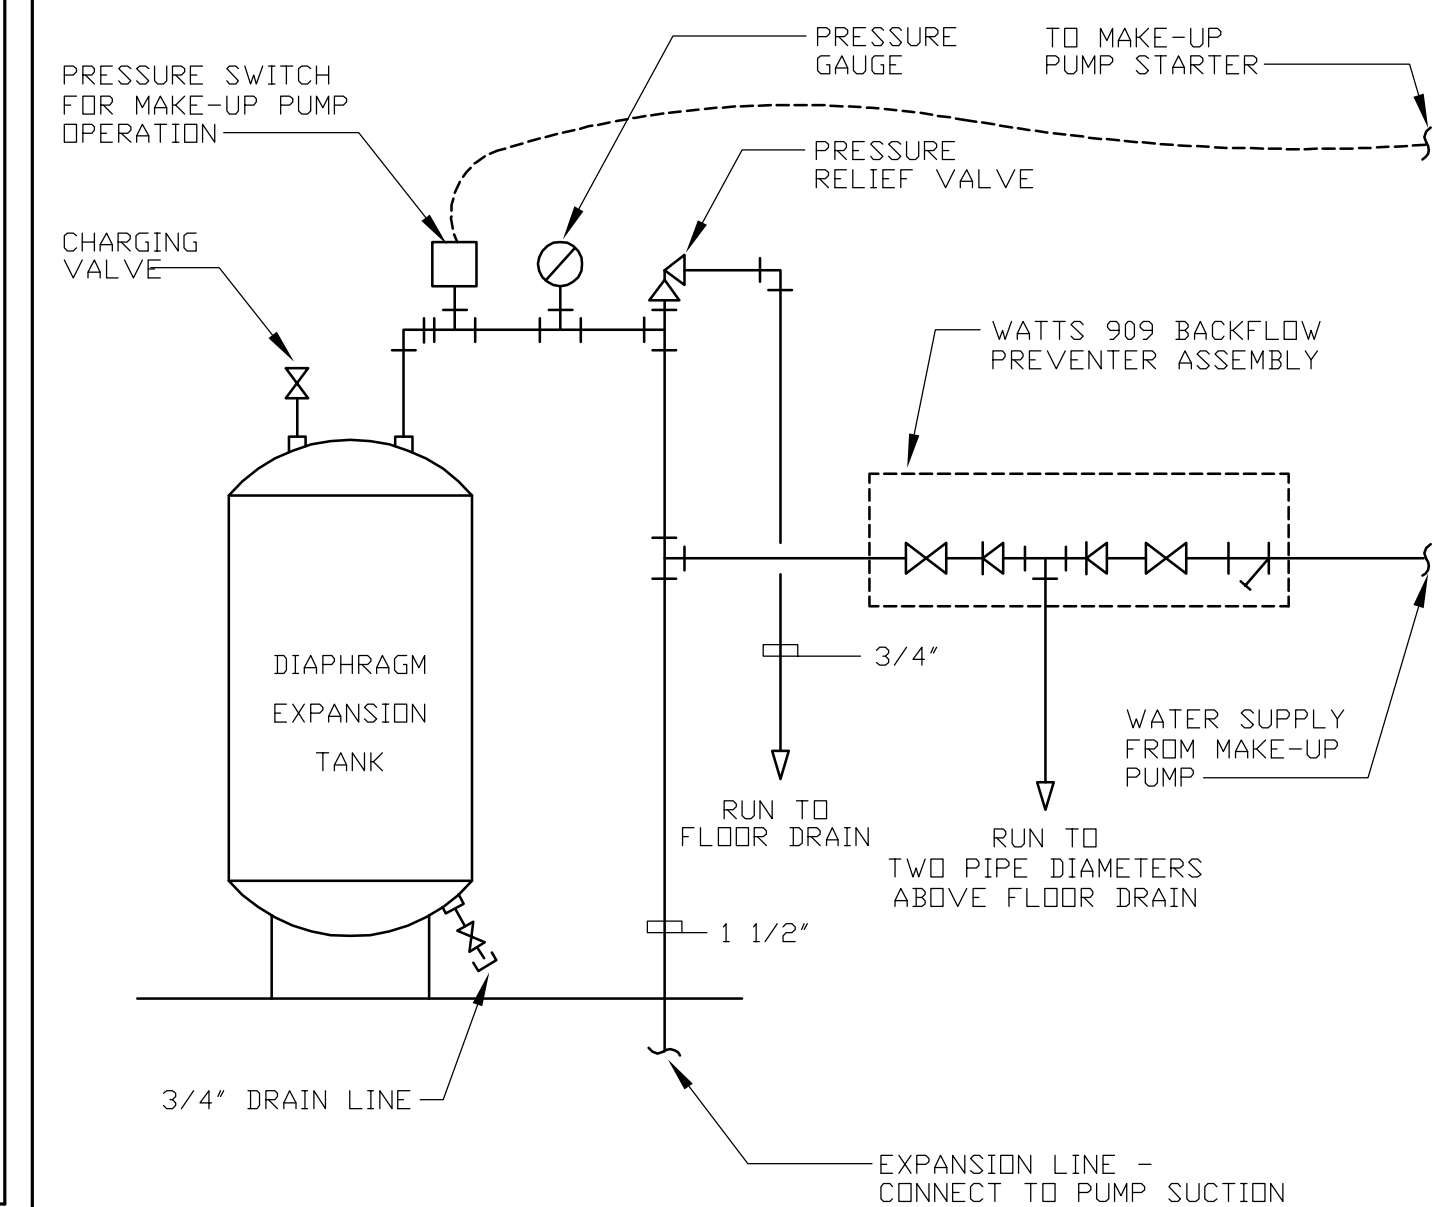 PRESSURE
GAUGE
TO MAKE-UP
PUMP STARTER
PRESSURE SWITCH
FOR MAKE-UP PUMP
OPERATION
PRESSURE
RELIEF VALVE
CHARGING
VALVE
WATTS 909 BACKFLOW
PREVENTER ASSEMBLY
DIAPHRAGM
EXPANSION
TANK
3/4"
WATER SUPPLY
FROM MAKE-UP
PUMP
RUN TO
FLOOR DRAIN
RUN TO
TWO PIPE DIAMETERS
ABOVE FLOOR DRAIN
1 1/2"
3/4" DRAIN LINE
EXPANSION LINE -
CONNECT TO PUMP SUCTION